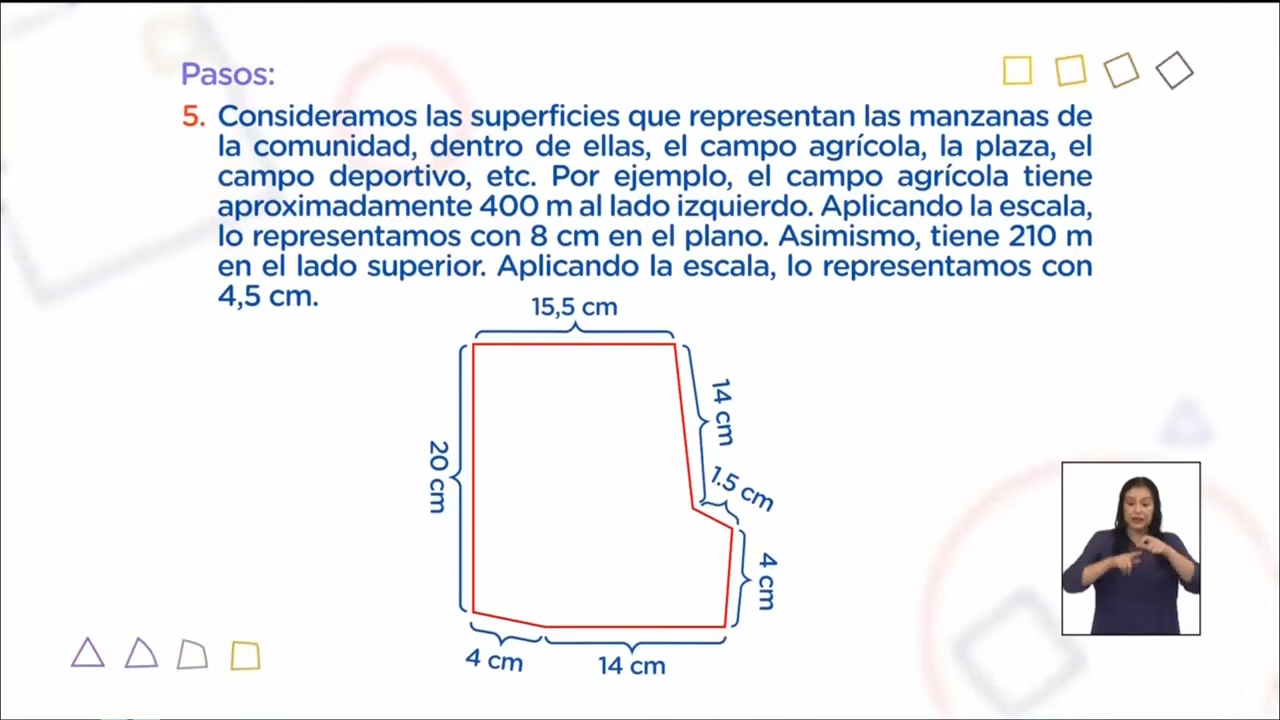 Pasos:
5. Consideramos las superficies que representan las manzanas de
la comunidad, dentro de ellas, el campo agrícola, la plaza, el
campo deportivo, etc. Por ejemplo, el campo agrícola tiene
aproximadamente 400 m al lado izquierdo. Aplicando la escala,
lo representamos con 8 cm en el plano. Asimismo, tiene 210 m
en el lado superior. Aplicando la escala, lo representamos con
4,5 cm.
15,5 cm
14 cm
20 cm
1.5 cm
4 cm
4 cm
14 cm